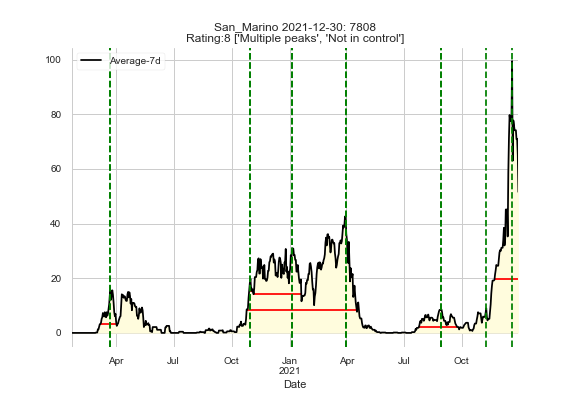 San_Marino 2021-12-30: 7808
Rating:8 ['Multiple peaks', 'Not in control']
Average-7d
100
80
60
40
20
0
Apr Jul Oct Jan Apr Jul Oct
2021
Date